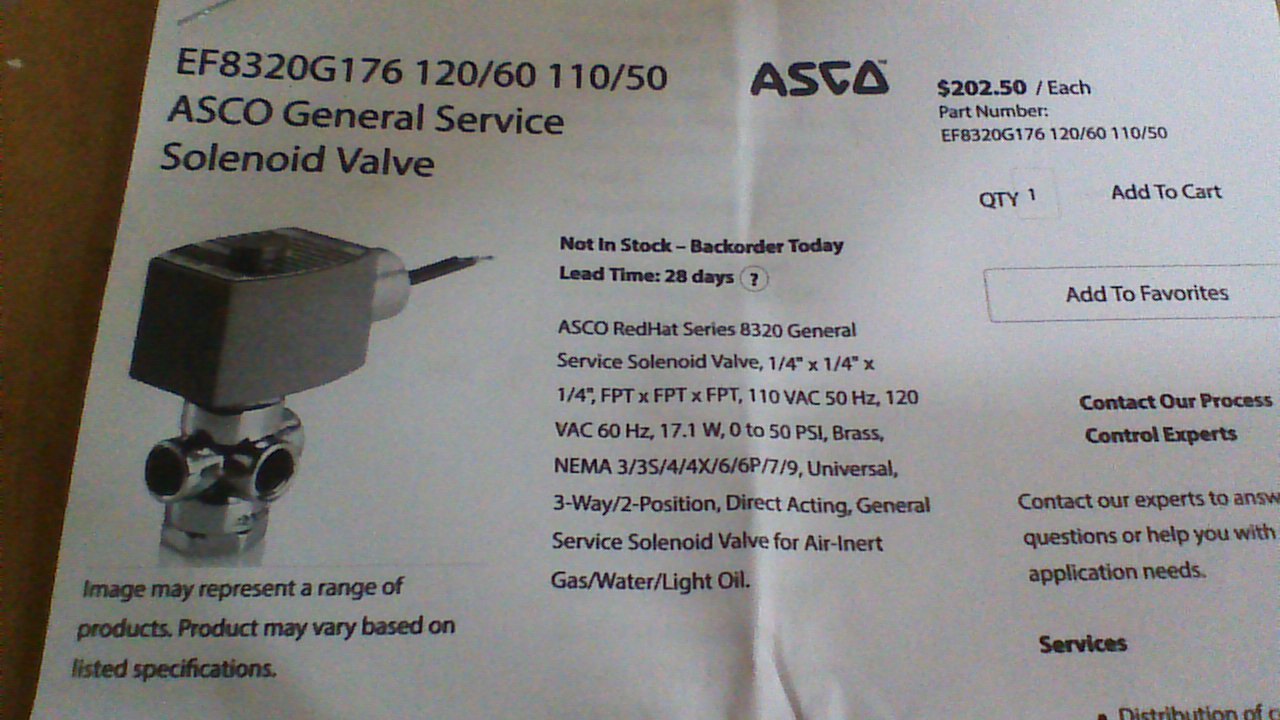 EF8320G176 120/60 110/50
ASCO General Service
Solenoid Valve
ASCO™
$202.50 / Each
Part Number:
EF8320G176 120/60 110/50
QTY 1 Add To Cart
Not In Stock – Backorder Today
Lead Time: 28 days ?
Add To Favorites
ASCO RedHat Series 8320 General
Service Solenoid Valve, 1/4" x 1/4" x
1/4", FPT x FPT x FPT, 110 VAC 50 Hz, 120
VAC 60 Hz, 17.1 W, 0 to 50 PSI, Brass,
NEMA 3/3S/4/4X/6/6P/7/9, Universal,
3-Way/2-Position, Direct Acting, General
Service Solenoid Valve for Air-Inert
Gas/Water/Light Oil.
Image may represent a range of
products. Product may vary based on
listed specifications.
Contact Our Process
Control Experts
Contact our experts to answ
questions or help you with
application needs.
Services
• Distribution of